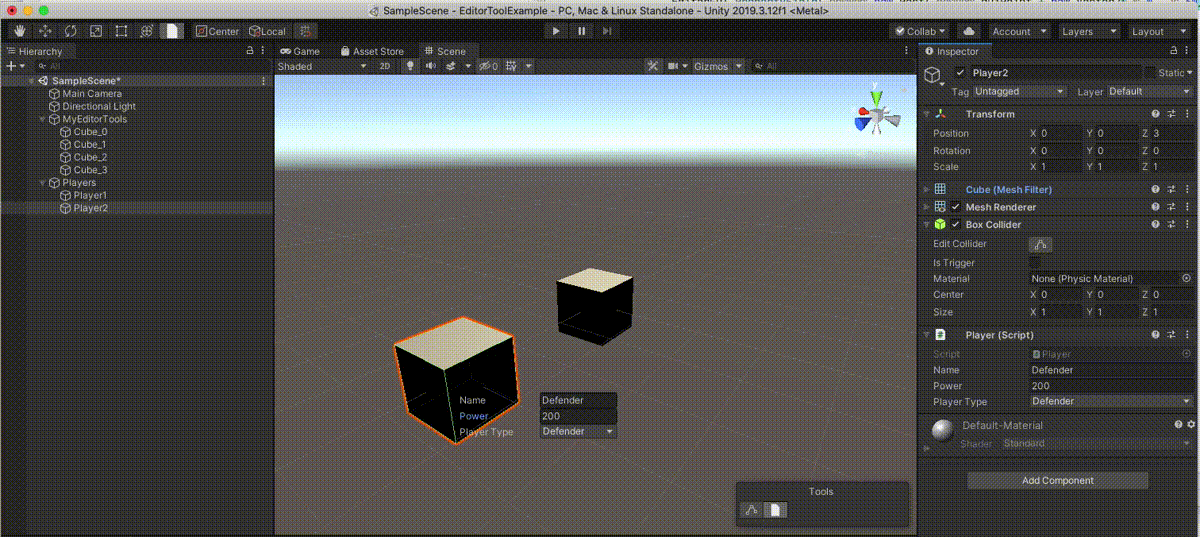 SampleScene - EditorToolExample - PC, Mac & Linux Standalone - Unity 2019.3.12f1 <Metal>
Center Local Collab Account Layers Layout
Hierarchy
All
SampleScene*
Main Camera
Directional Light
MyEditorTools
Cube_0
Cube_1
Cube_2
Cube_3
Players
Player1
Player2
Game Asset Store Scene
Shaded 2D 0 Gizmos All
y
Name Defender
Power 200
Player Type Defender
Tools
Inspector
Player2 Static
Tag Untagged Layer Default
Transform
Position X 0 Y 0 Z 3
Rotation X 0 Y 0 Z 0
Scale X 1 Y 1 Z 1
Cube (Mesh Filter)
Mesh Renderer
Box Collider
Edit Collider
Is Trigger
Material None (Physic Material)
Center X 0 Y 0 Z 0
Size X 1 Y 1 Z 1
Player (Script)
Script Player
Name Defender
Power 200
Player Type Defender
Default-Material
Shader Standard
Add Component